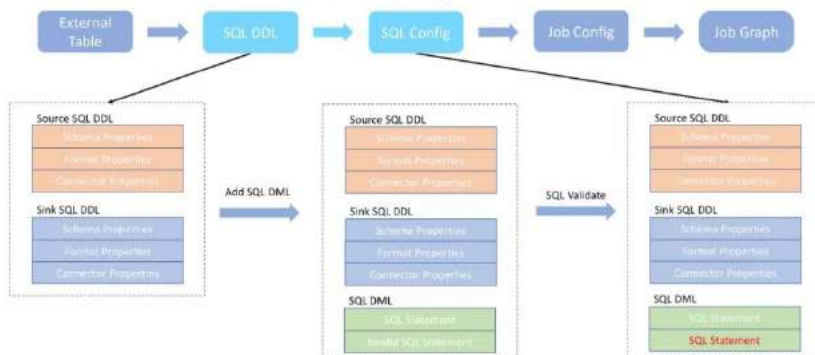 External
Table
SQL DDL
SQL Config
Job Config
Job Graph
Source SQL DDL
Schema Properties
Format Properties
Connector Properties
Sink SQL DDL
Schema Properties
Format Properties
Connector Properties
Add SQL DML
Source SQL DDL
Schema Properties
Format Properties
Connector Properties
Sink SQL DDL
Schema Properties
Format Properties
Connector Properties
SQL DML
SQL Statement
Invalid SQL Statement
SQL Validate
Source SQL DDL
Schema Properties
Format Properties
Connector Properties
Sink SQL DDL
Schema Properties
Format Properties
Connector Properties
SQL DML
SQL Statement
SQL Statement